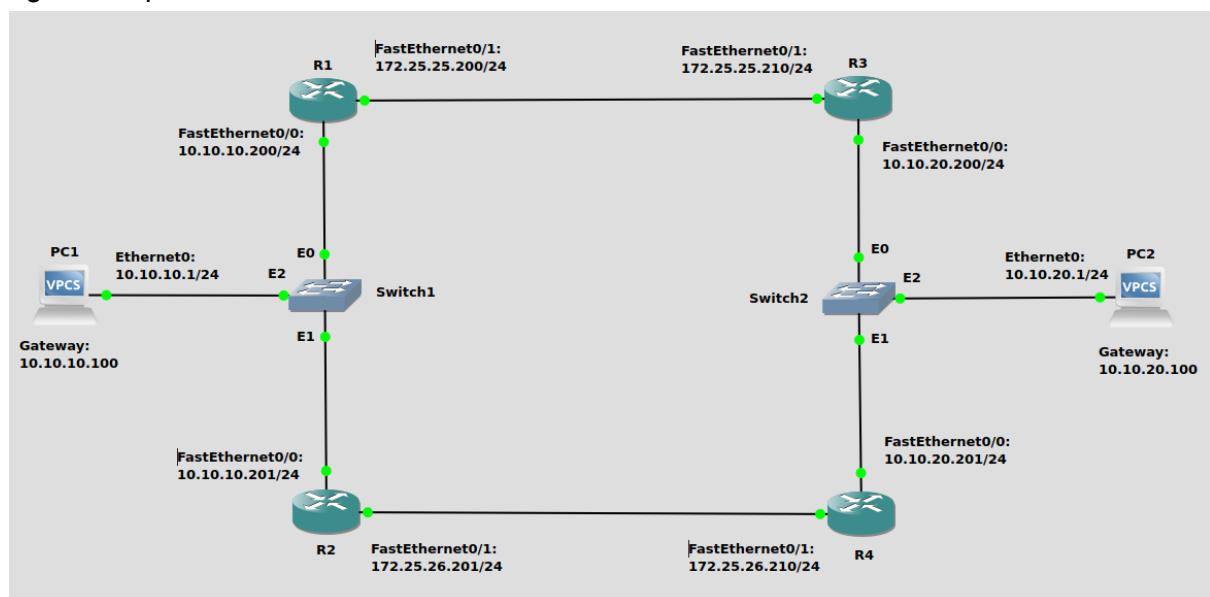 FastEthernet0/1:
172.25.25.200/24
FastEthernet0/1:
172.25.25.210/24
R1
R3
FastEthernet0/0:
10.10.10.200/24
FastEthernet0/0:
10.10.20.200/24
PC1
Ethernet0:
10.10.10.1/24
E0
E2
VPCS
Switch1
E1
Gateway:
10.10.10.100
E0
Ethernet0:
10.10.20.1/24
PC2
E2
VPCS
Switch2
E1
Gateway:
10.10.20.100
FastEthernet0/0:
10.10.10.201/24
FastEthernet0/0:
10.10.20.201/24
R2
FastEthernet0/1:
172.25.26.201/24
FastEthernet0/1:
172.25.26.210/24
R4